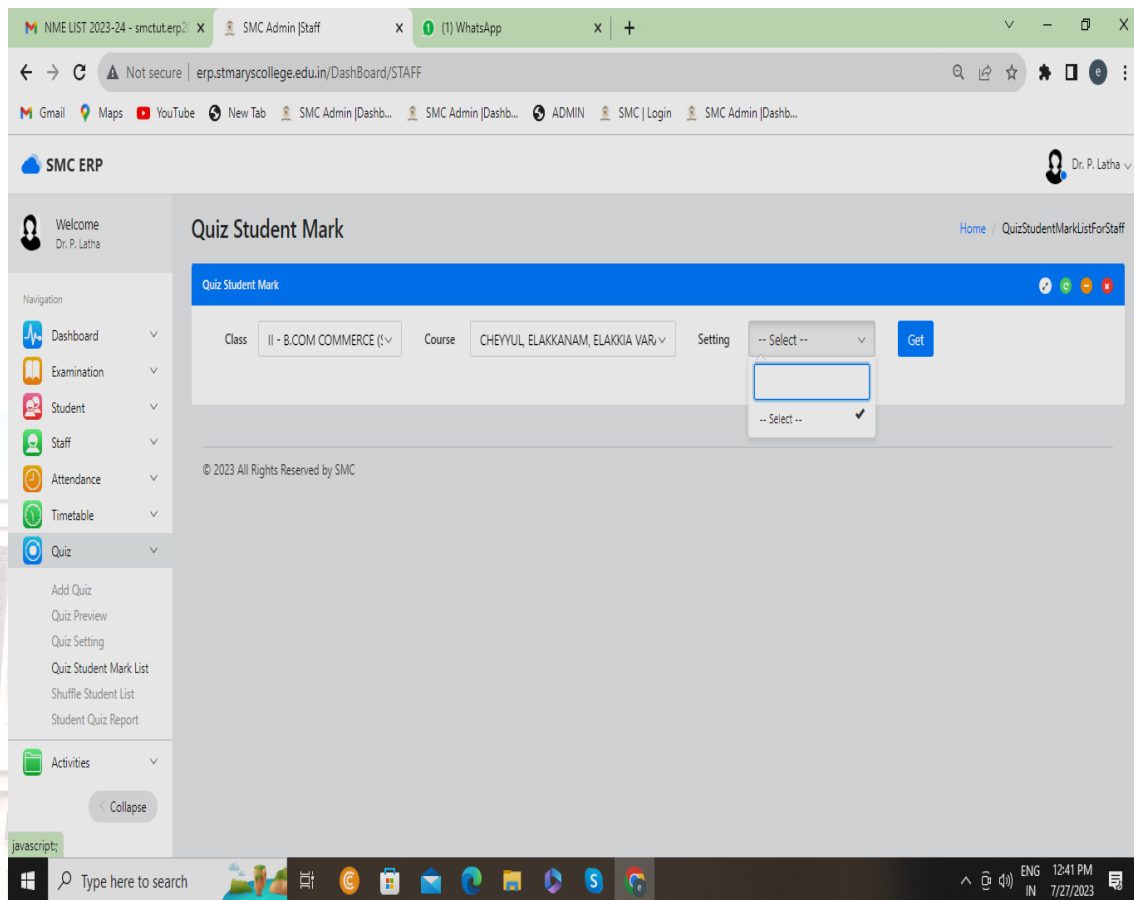 NME LIST 2023-24 - smctut.erp2 SMC Admin |Staff (1) WhatsApp
Not secure erp.stmaryscollege.edu.in/DashBoard/STAFF e
Gmail Maps YouTube New Tab SMC Admin |Dashb... SMC Admin |Dashb... ADMIN SMC | Login SMC Admin |Dashb...
SMC ERP Dr. P. Latha
Welcome
Dr. P. Latha
Quiz Student Mark Home / QuizStudentMarkListForStaff
Quiz Student Mark
Navigation
Dashboard
Class II - B.COM COMMERCE (S Course CHEYYUL, ELAKKANAM, ELAKKIA VAR Setting -- Select -- Get
-- Select --
Examination
Student
Staff
© 2023 All Rights Reserved by SMC
Attendance
Timetable
Quiz
Add Quiz
Quiz Preview
Quiz Setting
Quiz Student Mark List
Shuffle Student List
Student Quiz Report
Activities
Collapse
javascript:;
Type here to search ENG 12:41 PM
IN 7/27/2023